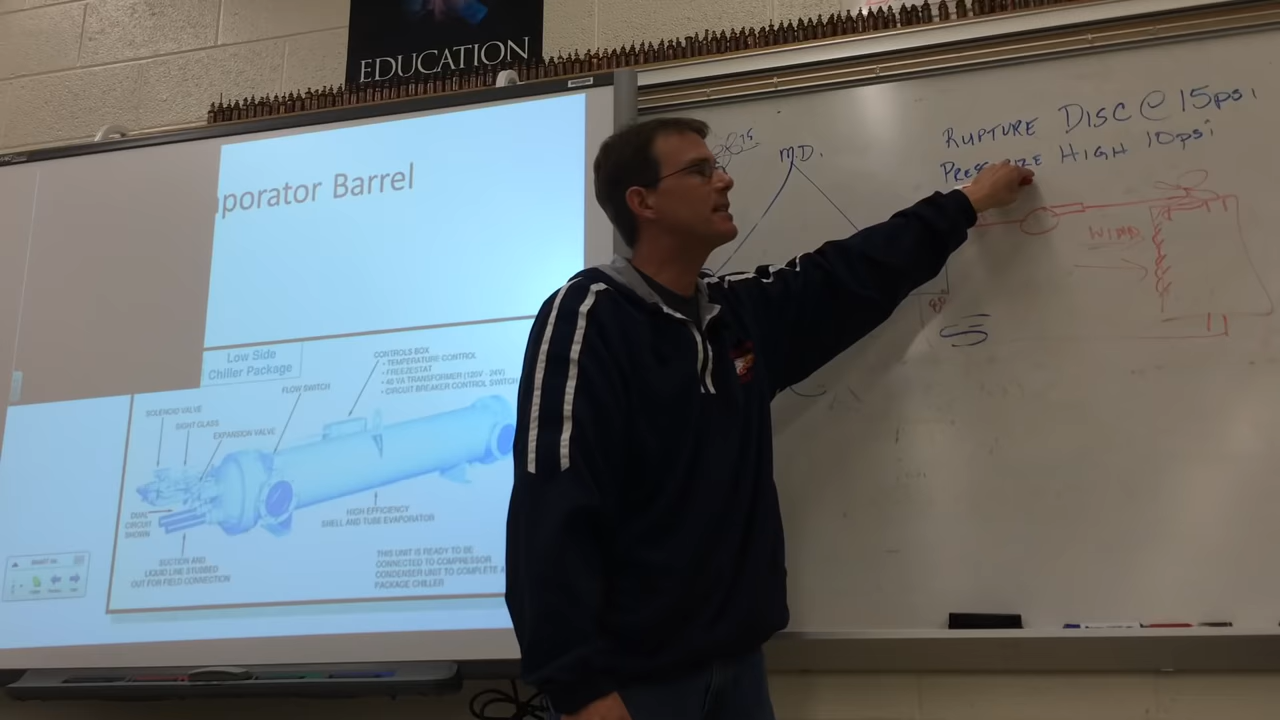 EDUCATION
porator Barrel
Low Side
Chiller Package
CONTROLS BOX
• TEMPERATURE CONTROL
• FREEZESTAT
• 40 VA TRANSFORMER (120V - 24V)
• CIRCUIT BREAKER CONTROL SWITCH
FLOW SWITCH
SOLENOID VALVE
SIGHT GLASS
EXPANSION VALVE
DUAL
CIRCUIT
SHOWN
HIGH EFFICIENCY
SHELL AND TUBE EVAPORATOR
SUCTION AND
LIQUID LINE STUBBED
OUT FOR FIELD CONNECTION
THIS UNIT IS READY TO BE
CONNECTED TO COMPRESSOR
CONDENSER UNIT TO COMPLETE A
PACKAGE CHILLER
M.D.
RUPTURE DISC @ 15psi
HIGH 10psi
WIND